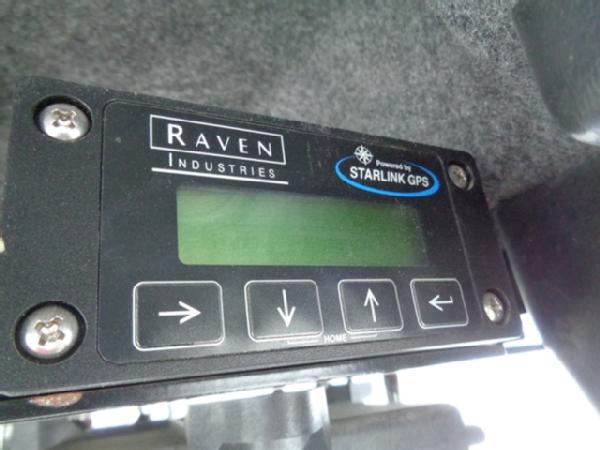 RAVEN
INDUSTRIES
Powered by
STARLINK GPS
HOME